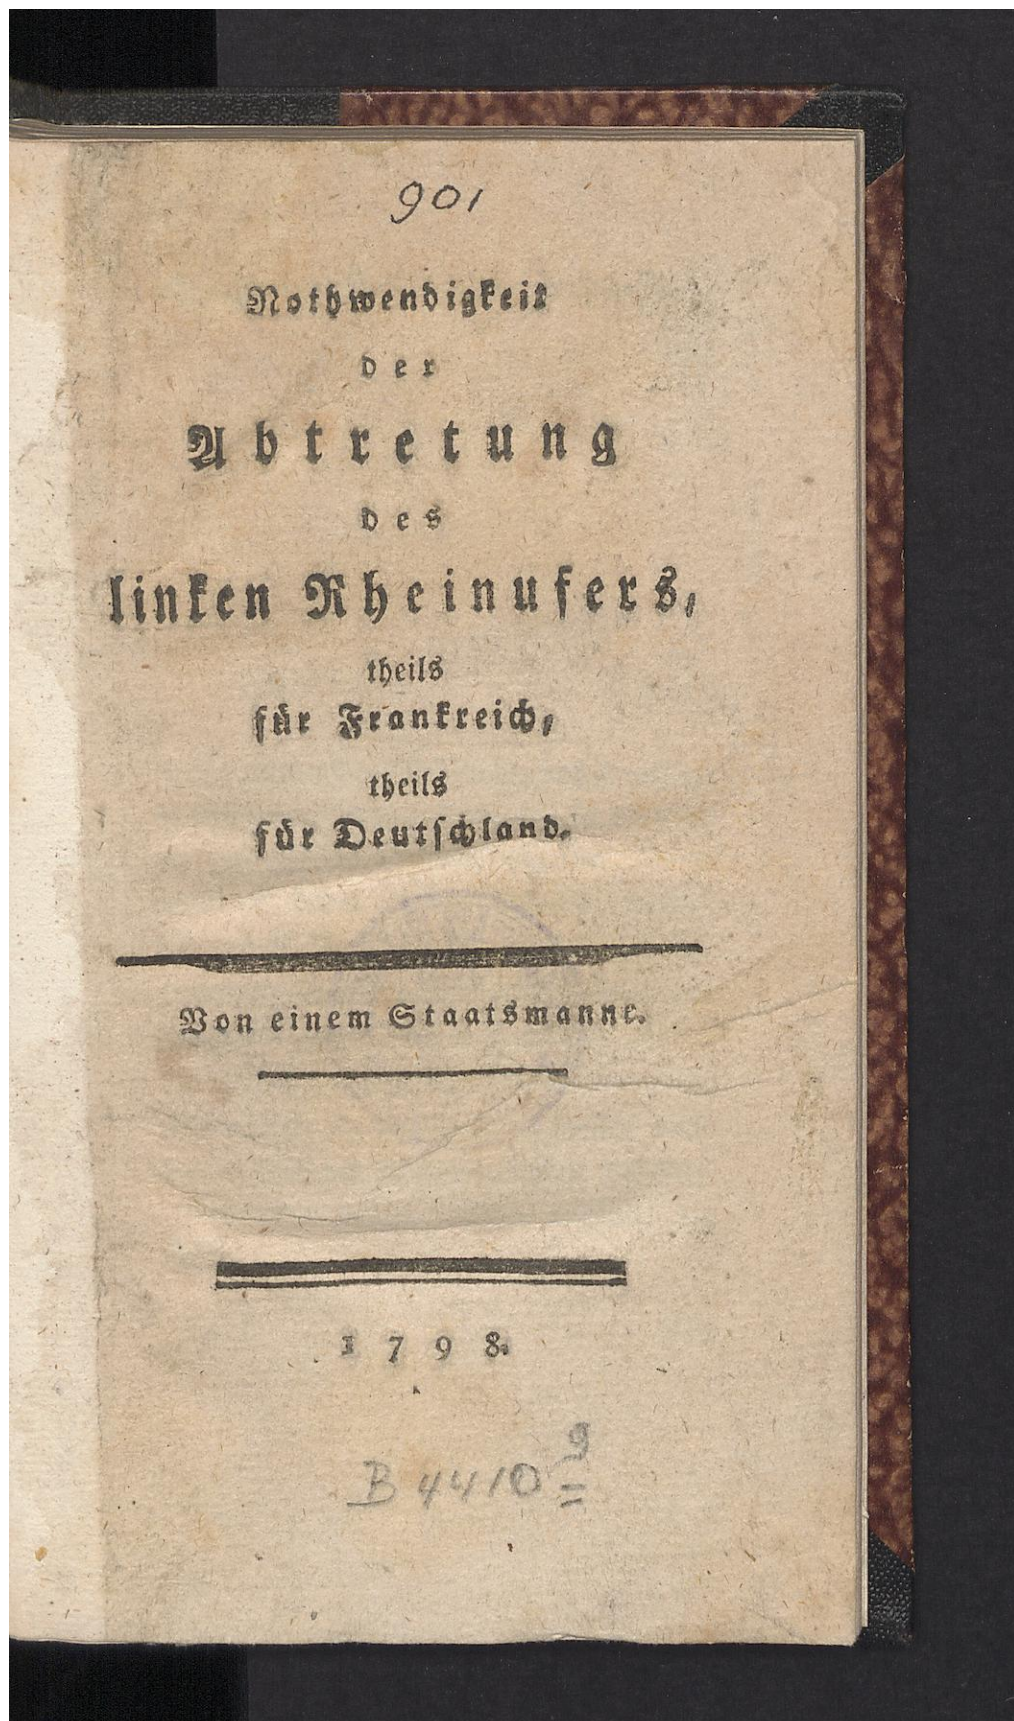 901
Nothwendigkeit
der
Abtretung
des
linken Rheinufers,
theils
für Frankreich,
theils
für Deutschland.
Von einem Staatsmanne.
1798.
B 4410 9